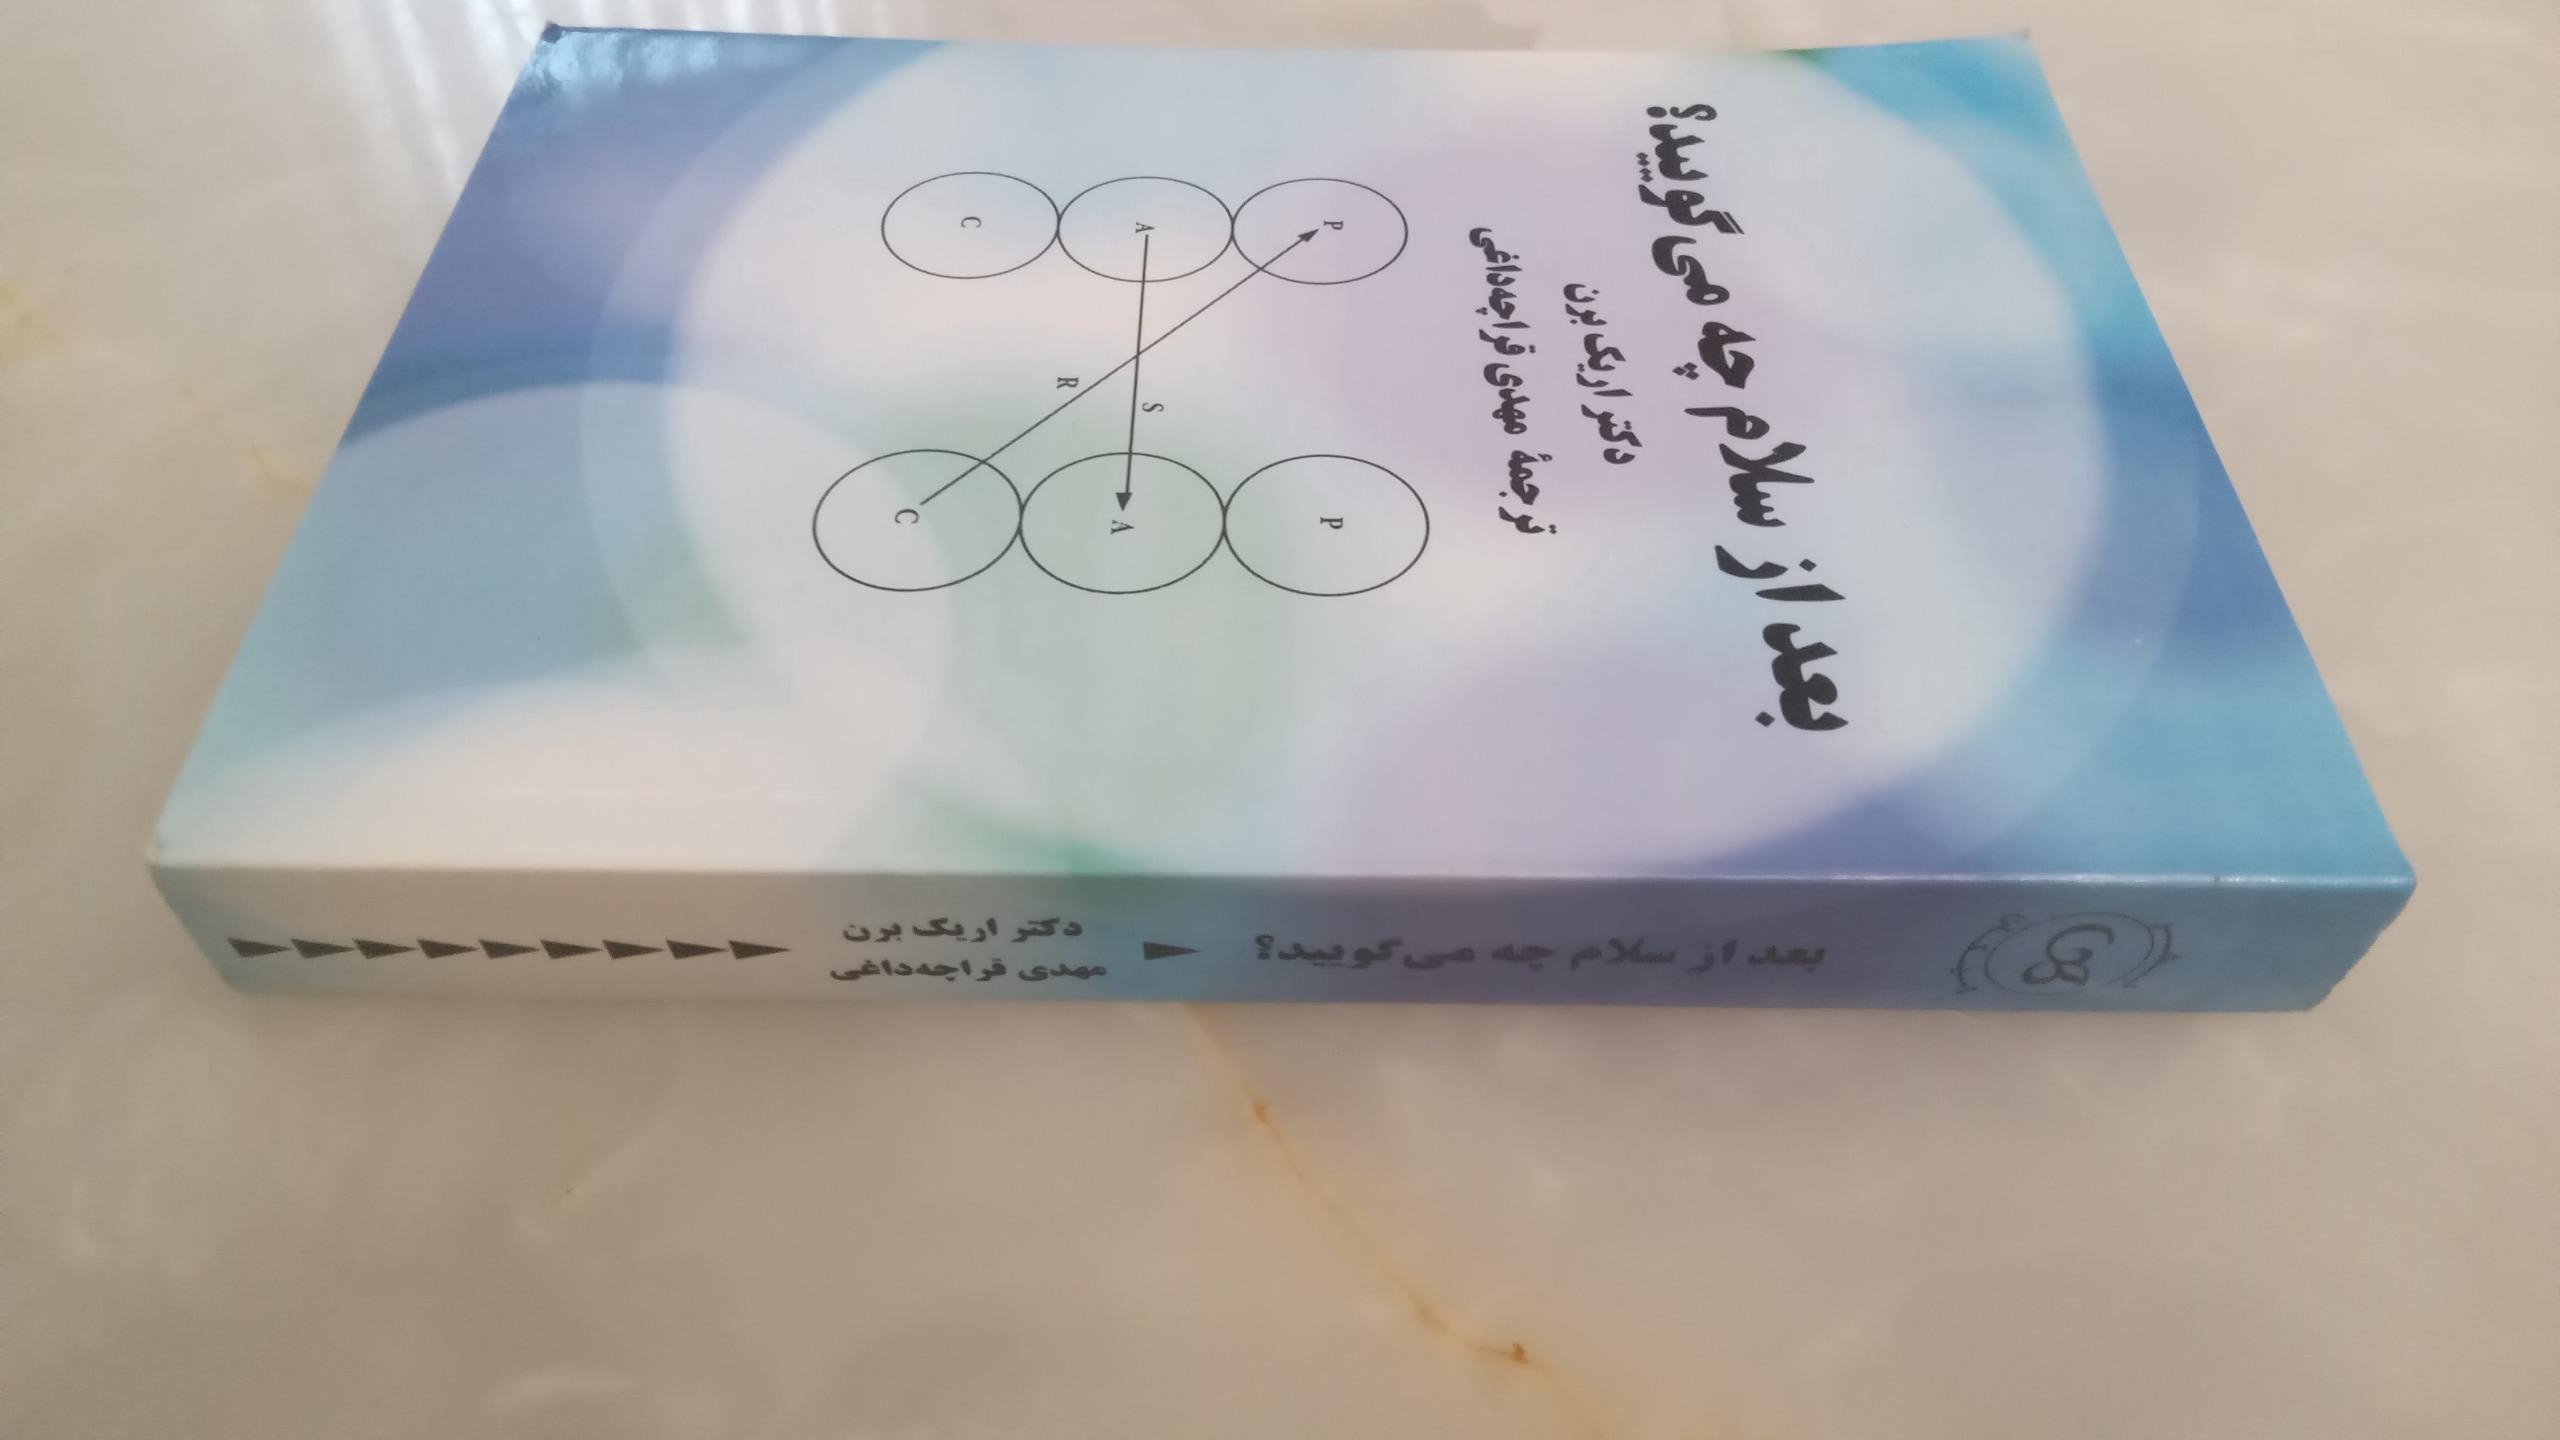 بعد از سلام چه می‌گویید؟
دکتر اریک برن
ترجمهٔ مهدی قراچه‌داغی
P
A
C
P
A
C
S
R
بعد از سلام چه می‌گویید؟
دکتر اریک برن
مهدی قراچه‌داغی